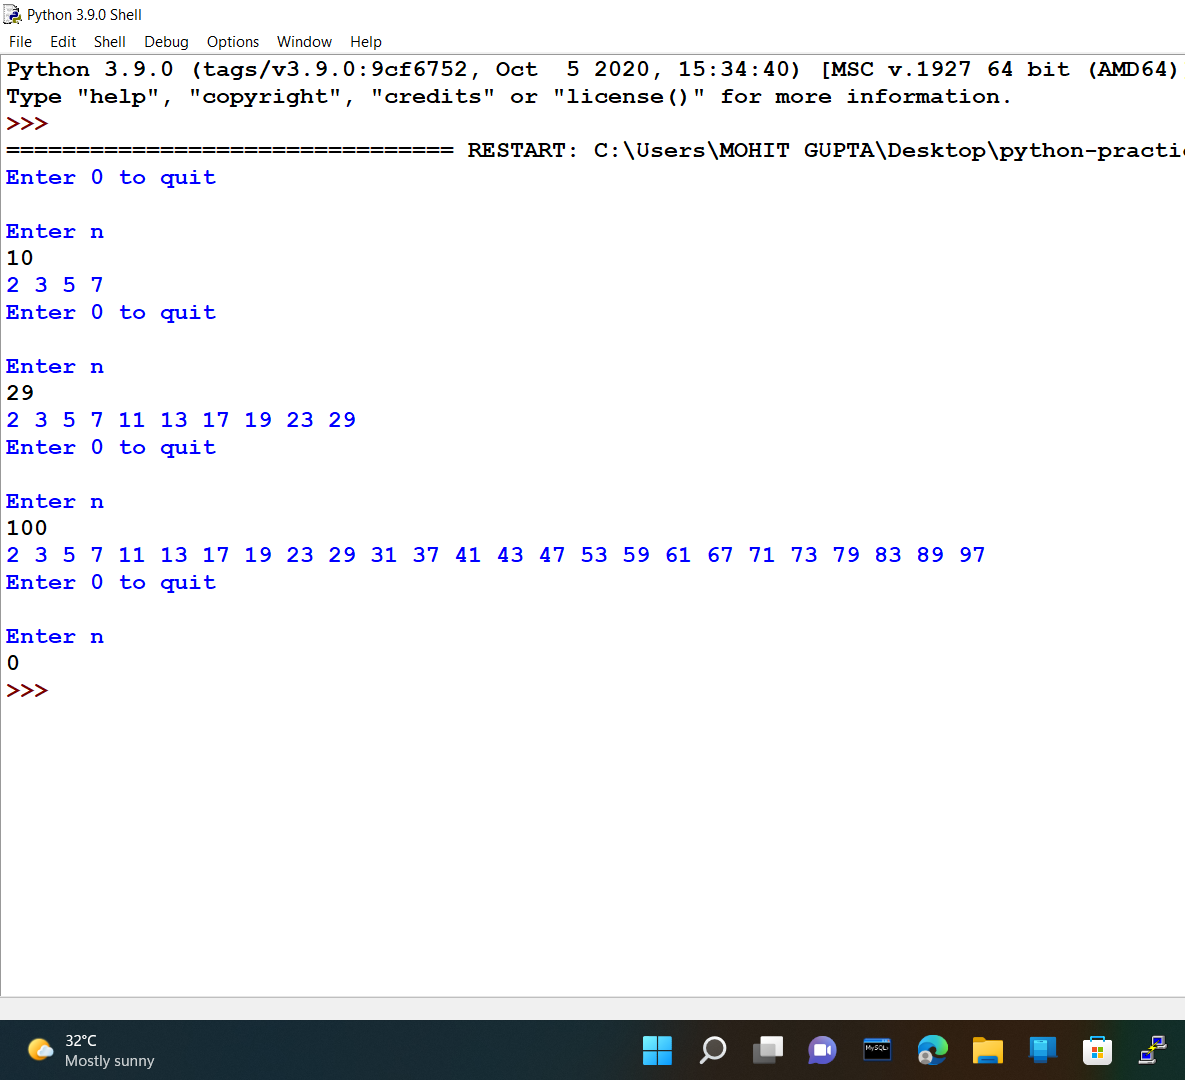 Python 3.9.0 Shell
File Edit Shell Debug Options Window Help
Python 3.9.0 (tags/v3.9.0:9cf6752, Oct  5 2020, 15:34:40) [MSC v.1927 64 bit (AMD64)
Type "help", "copyright", "credits" or "license()" for more information.
>>>
================================ RESTART: C:\Users\MOHIT GUPTA\Desktop\python-practi
Enter 0 to quit
Enter n
10
2 3 5 7
Enter 0 to quit
Enter n
29
2 3 5 7 11 13 17 19 23 29
Enter 0 to quit
Enter n
100
2 3 5 7 11 13 17 19 23 29 31 37 41 43 47 53 59 61 67 71 73 79 83 89 97
Enter 0 to quit
Enter n
0
>>>
32°C
Mostly sunny
MySQL